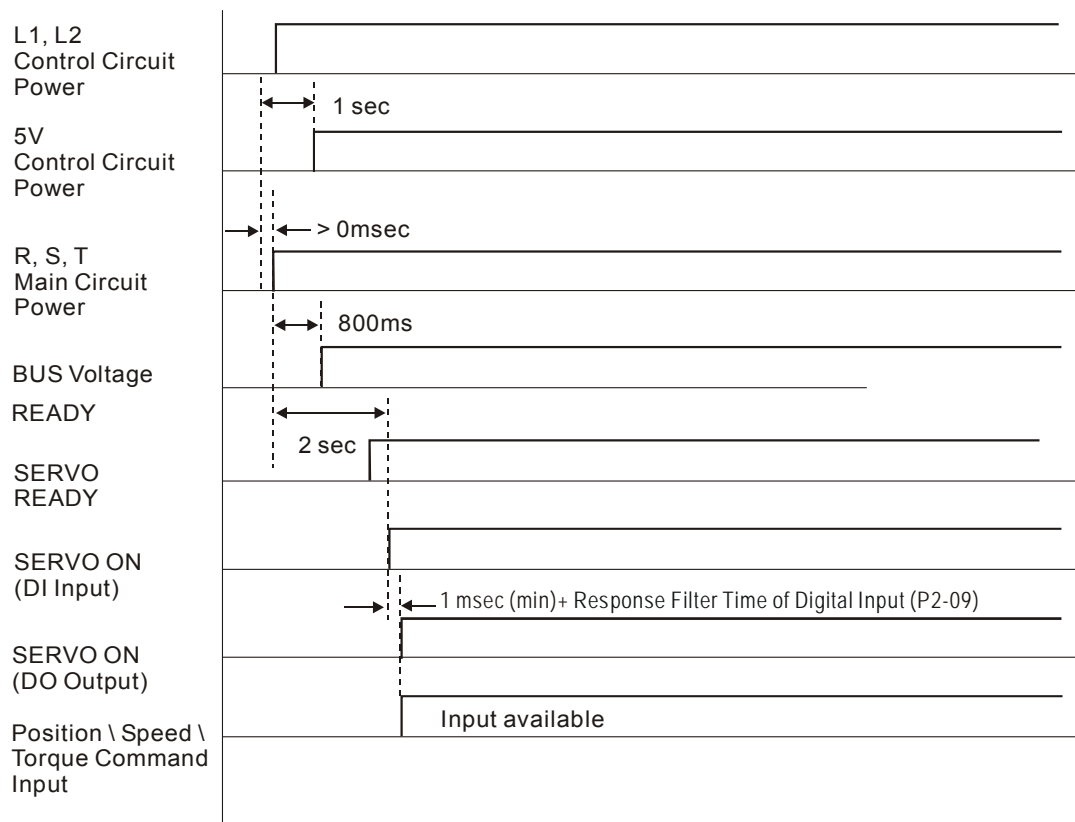 L1, L2
Control Circuit
Power
1 sec
5V
Control Circuit
Power
> 0msec
R, S, T
Main Circuit
Power
800ms
BUS Voltage
READY
2 sec
SERVO
READY
SERVO ON
(DI Input)
1 msec (min)+ Response Filter Time of Digital Input (P2-09)
SERVO ON
(DO Output)
Input available
Position \ Speed \
Torque Command
Input